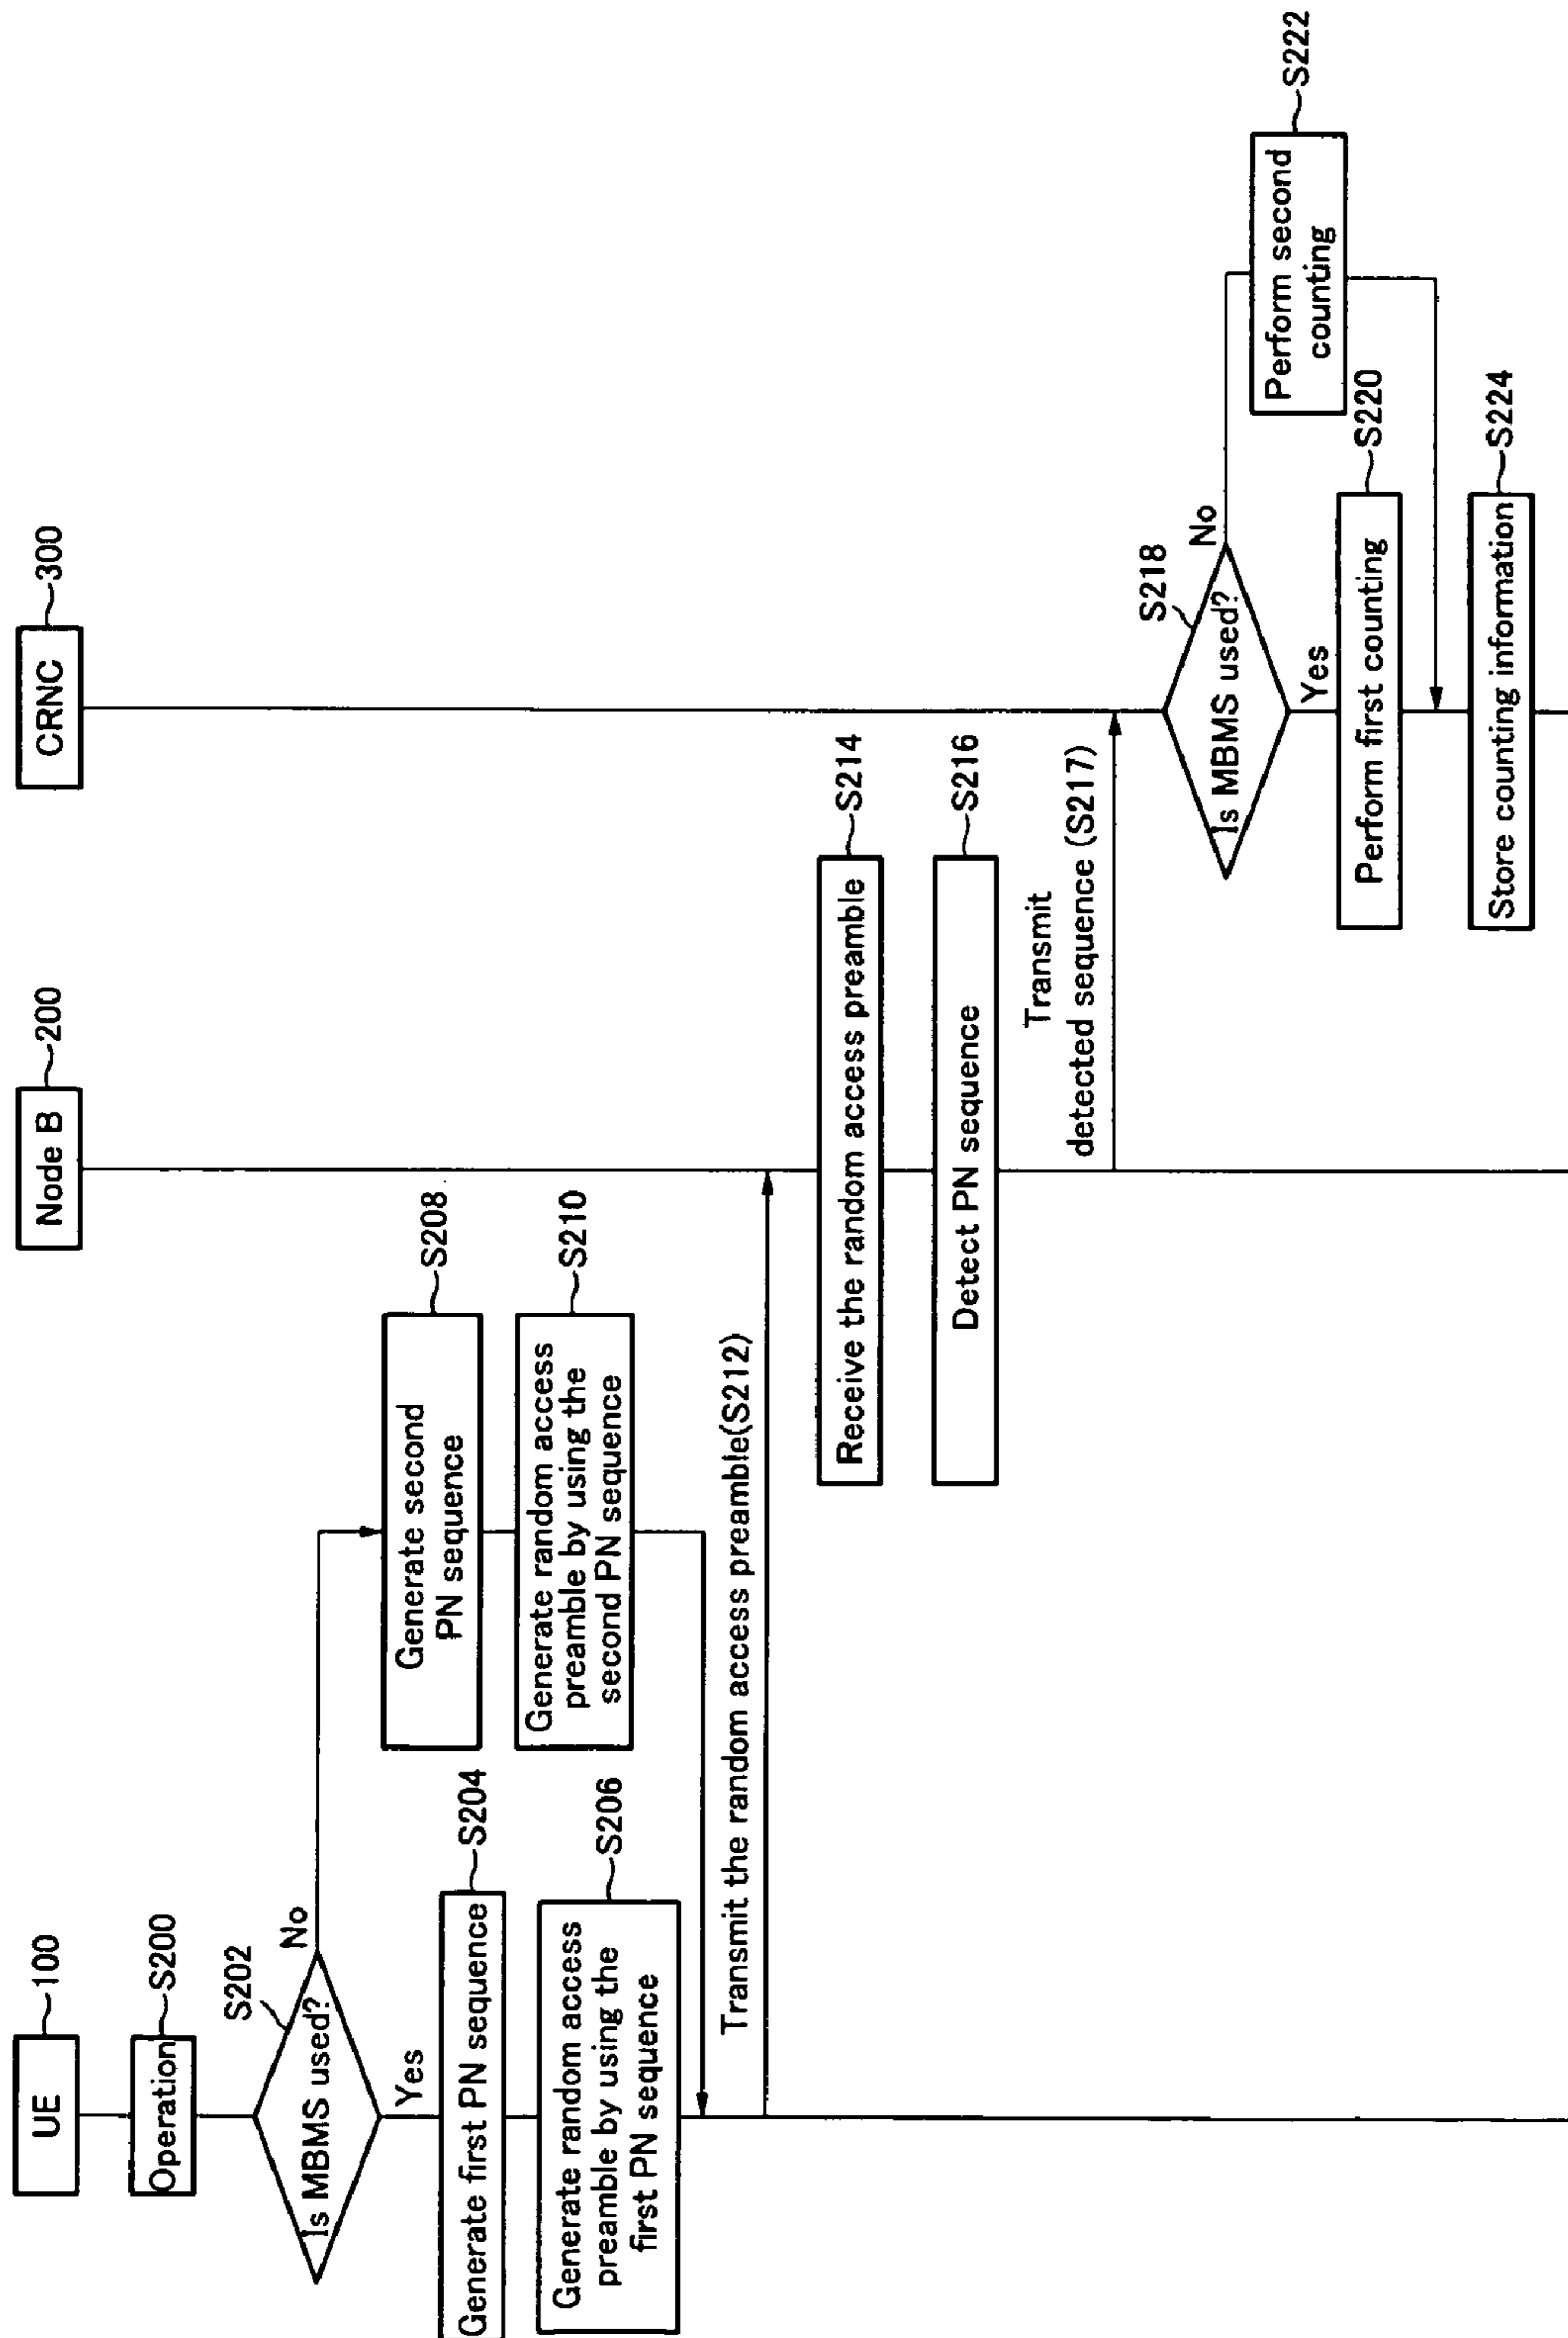 UE
100
Node B
200
CRNC
300
Operation
S200
Is MBMS used?
S202
No
Yes
Generate first PN sequence
S204
Generate random access
preamble by using the
first PN sequence
S206
Generate second
PN sequence
S208
Generate random access
preamble by using the
second PN sequence
S210
Transmit the random access preamble(S212)
Receive the random access preamble
S214
Detect PN sequence
S216
Transmit
detected sequence (S217)
Is MBMS used?
S218
No
Yes
Perform first counting
S220
Perform second
counting
S222
Store counting information
S224